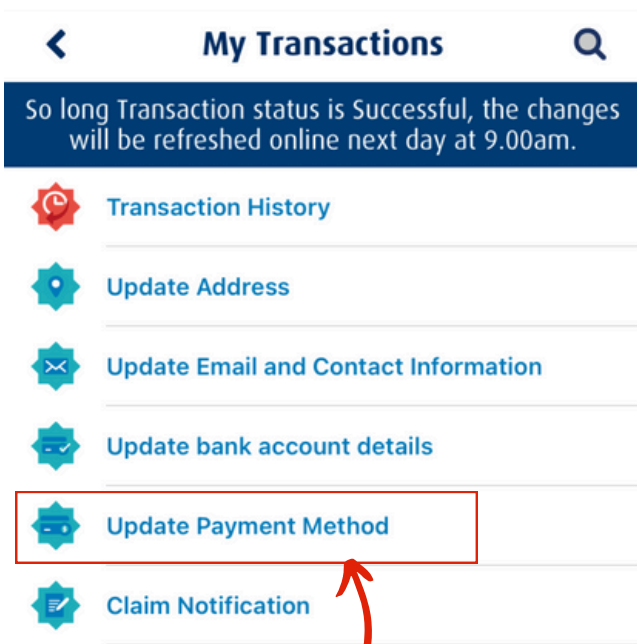 My Transactions
So long Transaction status is Successful, the changes
will be refreshed online next day at 9.00am.
Transaction History
Update Address
Update Email and Contact Information
Update bank account details
Update Payment Method
Claim Notification